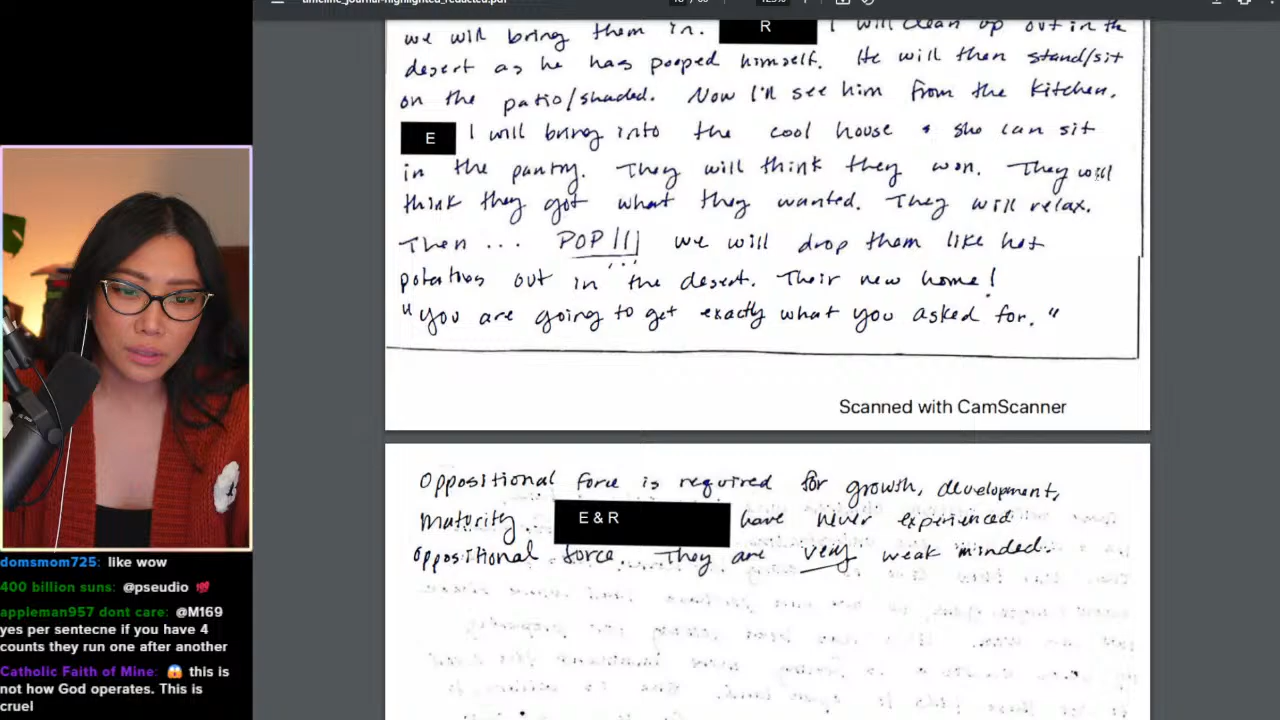 timeline_journal-highlighted_redacted.pdf
125%
we will bring them in. R I will clean up out in the
desert as he has pooped himself. He will then stand/sit
on the patio/shaded. Now I'll see him from the kitchen.
E I will bring into the cool house & she can sit
in the pantry. They will think they won. They will
think they got what they wanted. They will relax.
Then ... POP!!! we will drop them like hot
potatoes out in the desert. Their new home!
"You are going to get exactly what you asked for."
Scanned with CamScanner
Oppositional force is required for growth, development,
maturity. E & R have never experienced
oppositional force. They are very weak minded.
domsmom725: like wow
400 billion suns: @pseudio 💯
appleman957 dont care: @M169
yes per sentecne if you have 4
counts they run one after another
Catholic Faith of Mine: 😱 this is
not how God operates. This is
cruel